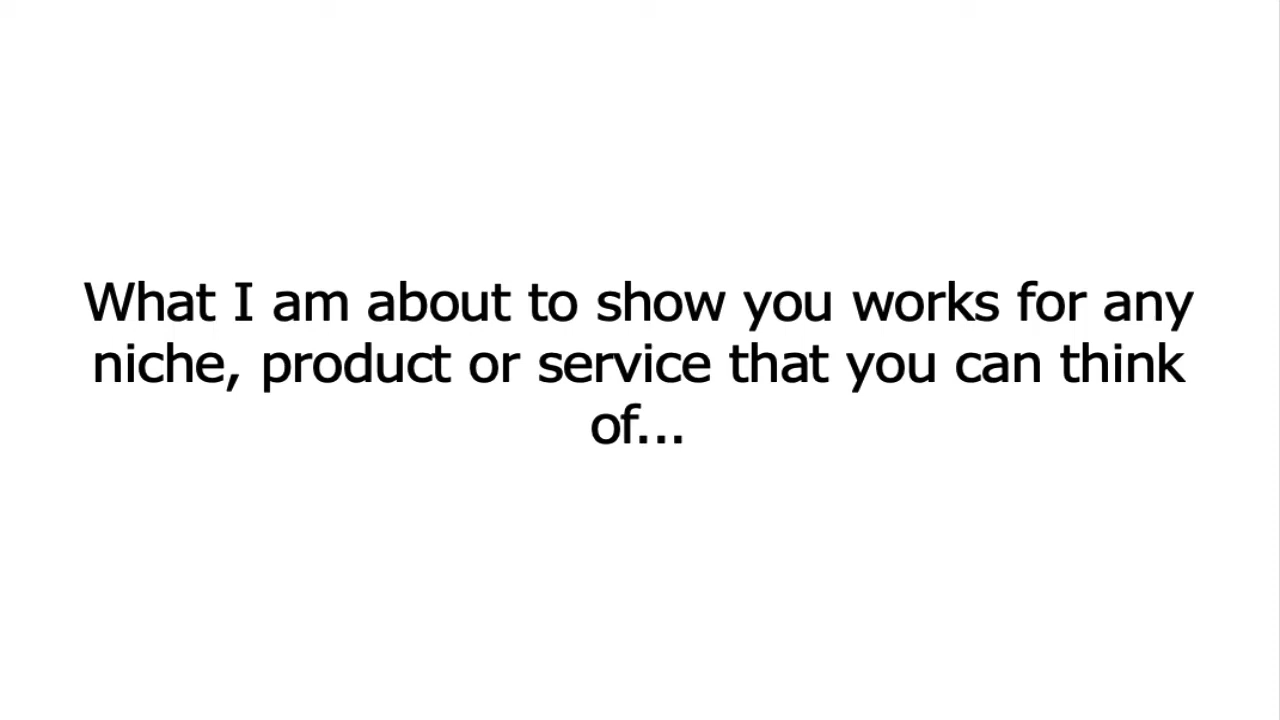 What I am about to show you works for any
niche, product or service that you can think
of...